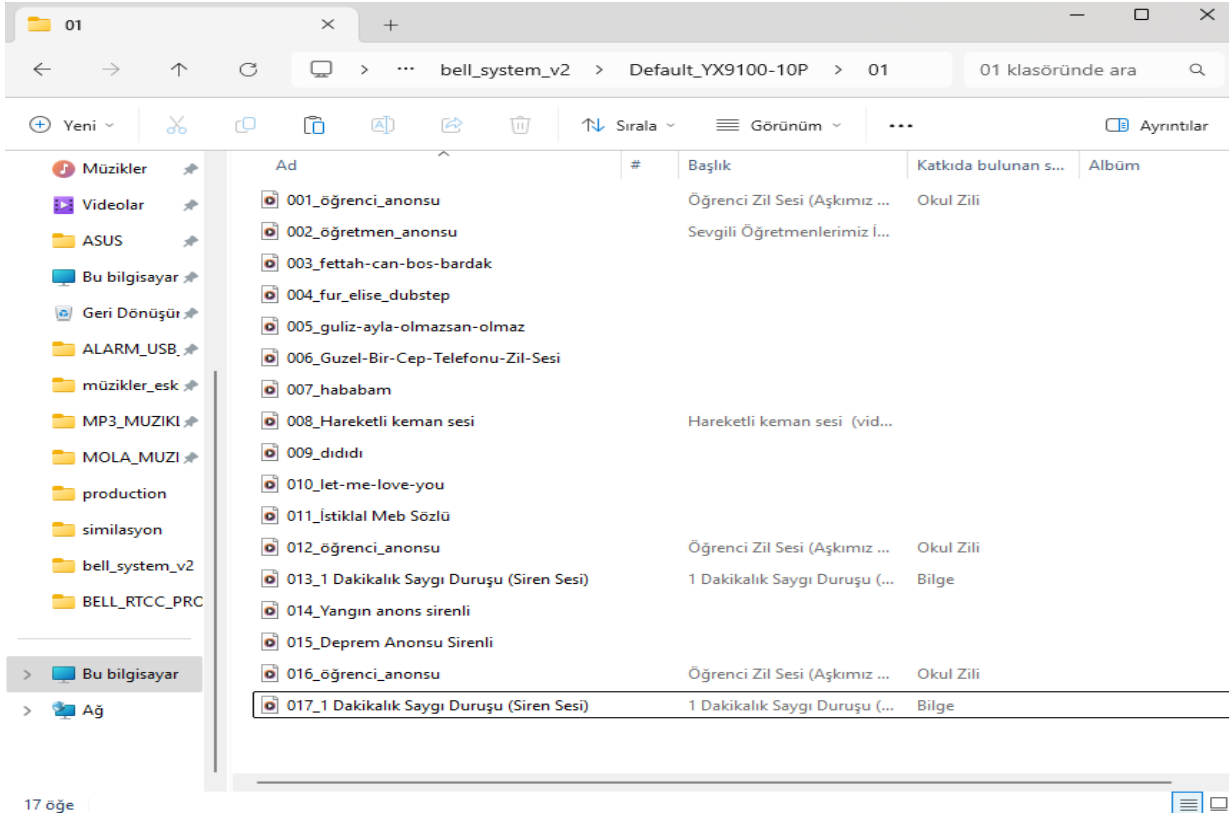 01
bell_system_v2 > Default_YX9100-10P > 01 01 klasöründe ara
Yeni Sırala Görünüm ... Ayrıntılar
Müzikler
Videolar
ASUS
Bu bilgisayar
Geri Dönüşür
ALARM_USB_
müzikler_esk
MP3_MUZIKL
MOLA_MUZI
production
similasyon
bell_system_v2
BELL_RTCC_PRO
Bu bilgisayar
Ağ
Ad # Başlık Katkıda bulunan s... Albüm
001_öğrenci_anonsu Öğrenci Zil Sesi (Aşkımız ... Okul Zili
002_öğretmen_anonsu Sevgili Öğretmenlerimiz İ...
003_fettah-can-bos-bardak
004_fur_elise_dubstep
005_guliz-ayla-olmazsan-olmaz
006_Guzel-Bir-Cep-Telefonu-Zil-Sesi
007_hababam
008_Hareketli keman sesi Hareketli keman sesi (vid...
009_dıdıdı
010_let-me-love-you
011_İstiklal Meb Sözlü
012_öğrenci_anonsu Öğrenci Zil Sesi (Aşkımız ... Okul Zili
013_1 Dakikalık Saygı Duruşu (Siren Sesi) 1 Dakikalık Saygı Duruşu (... Bilge
014_Yangın anons sirenli
015_Deprem Anonsu Sirenli
016_öğrenci_anonsu Öğrenci Zil Sesi (Aşkımız ... Okul Zili
017_1 Dakikalık Saygı Duruşu (Siren Sesi) 1 Dakikalık Saygı Duruşu (... Bilge
17 öğe